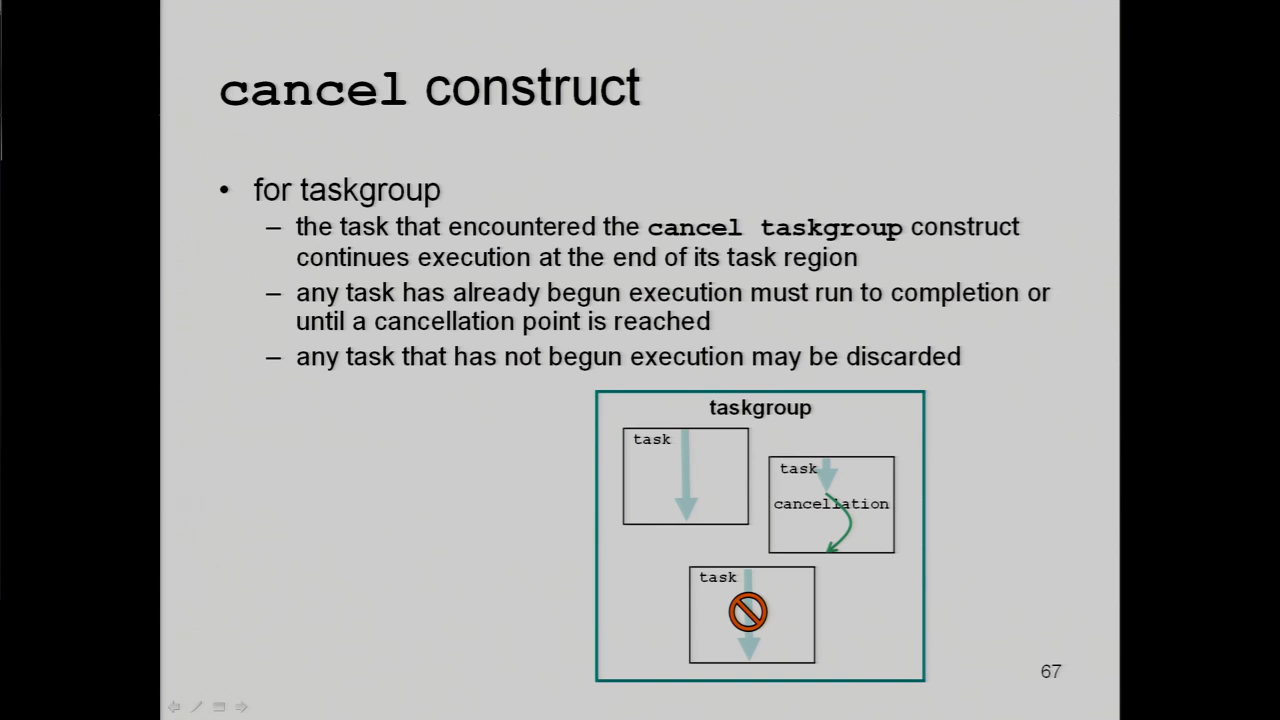 cancel construct
• for taskgroup
– the task that encountered the cancel taskgroup construct
continues execution at the end of its task region
– any task has already begun execution must run to completion or
until a cancellation point is reached
– any task that has not begun execution may be discarded
taskgroup
task
task
cancellation
task
67